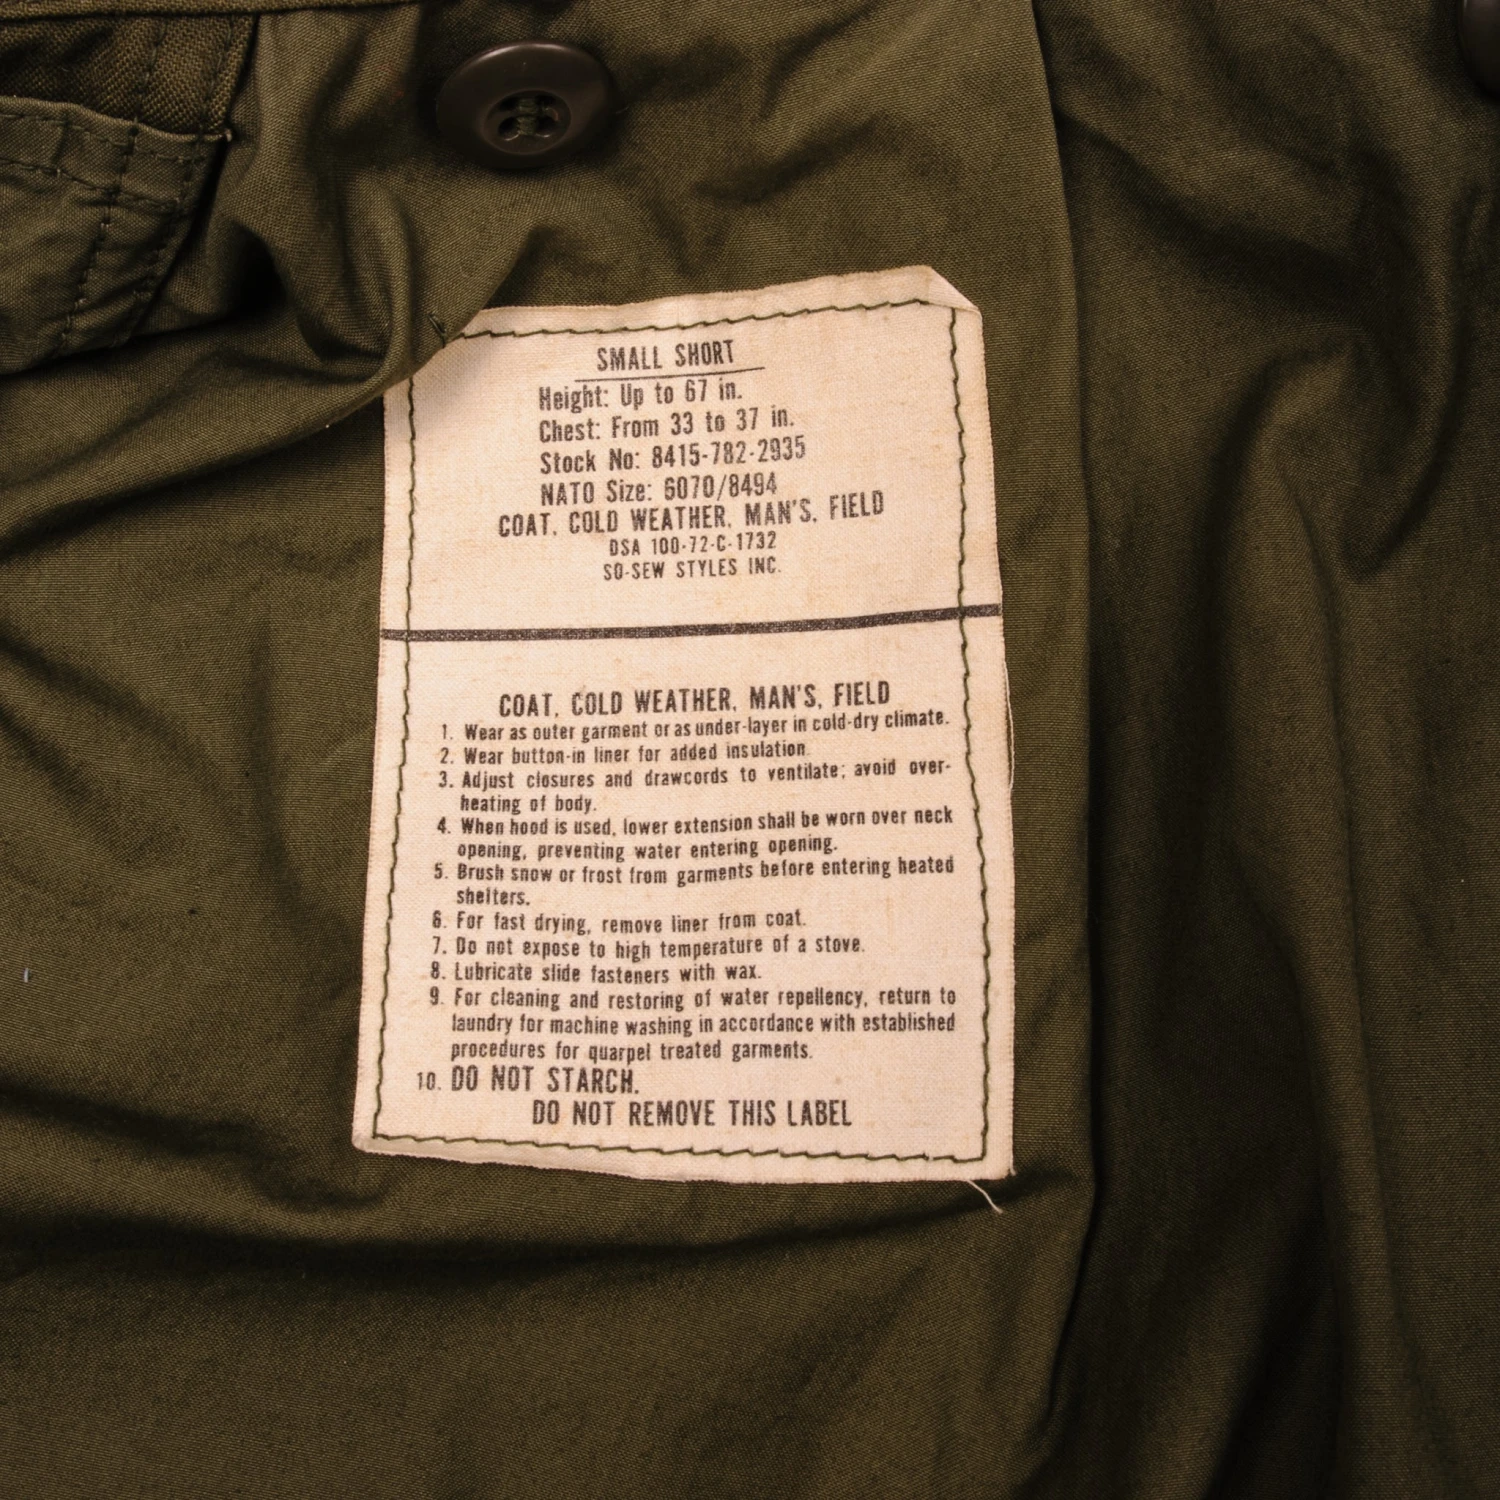 SMALL SHORT
Height: Up to 67 in.
Chest: From 33 to 37 in.
Stock No: 8415-782-2935
NATO Size: 6070/8494
COAT, COLD WEATHER, MAN'S, FIELD
DSA 100-72-C-1732
SO-SEW STYLES INC.
COAT, COLD WEATHER, MAN'S, FIELD
1. Wear as outer garment or as under-layer in cold-dry climate.
2. Wear button-in liner for added insulation.
3. Adjust closures and drawcords to ventilate; avoid over-
heating of body.
4. When hood is used, lower extension shall be worn over neck
opening, preventing water entering opening.
5. Brush snow or frost from garments before entering heated
shelters.
6. For fast drying, remove liner from coat.
7. Do not expose to high temperature of a stove.
8. Lubricate slide fasteners with wax.
9. For cleaning and restoring of water repellency, return to
laundry for machine washing in accordance with established
procedures for quarpel treated garments.
10. DO NOT STARCH.
DO NOT REMOVE THIS LABEL